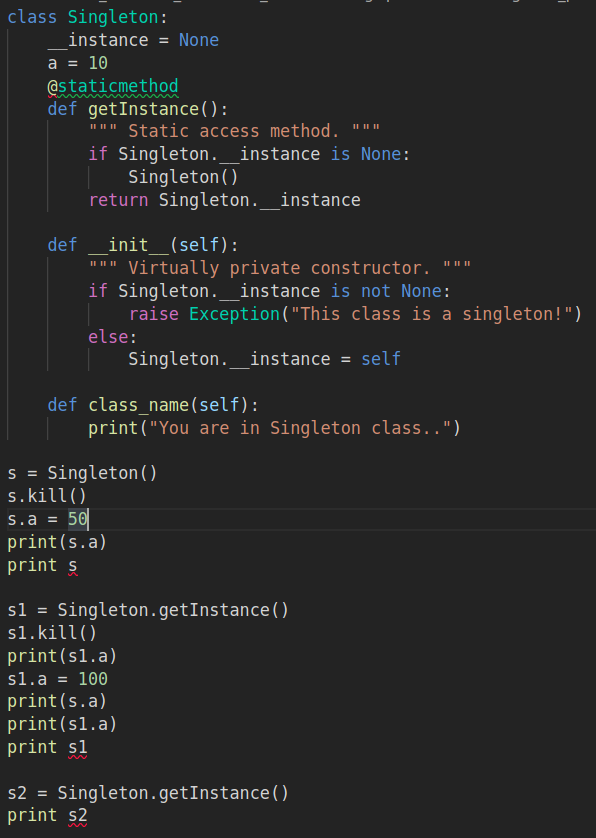 class Singleton:
    __instance = None
    a = 10
    @staticmethod
    def getInstance():
        """ Static access method. """
        if Singleton.__instance is None:
            Singleton()
        return Singleton.__instance

    def __init__(self):
        """ Virtually private constructor. """
        if Singleton.__instance is not None:
            raise Exception("This class is a singleton!")
        else:
            Singleton.__instance = self

    def class_name(self):
        print("You are in Singleton class..")

s = Singleton()
s.kill()
s.a = 50
print(s.a)
print s

s1 = Singleton.getInstance()
s1.kill()
print(s1.a)
s1.a = 100
print(s.a)
print(s1.a)
print s1

s2 = Singleton.getInstance()
print s2